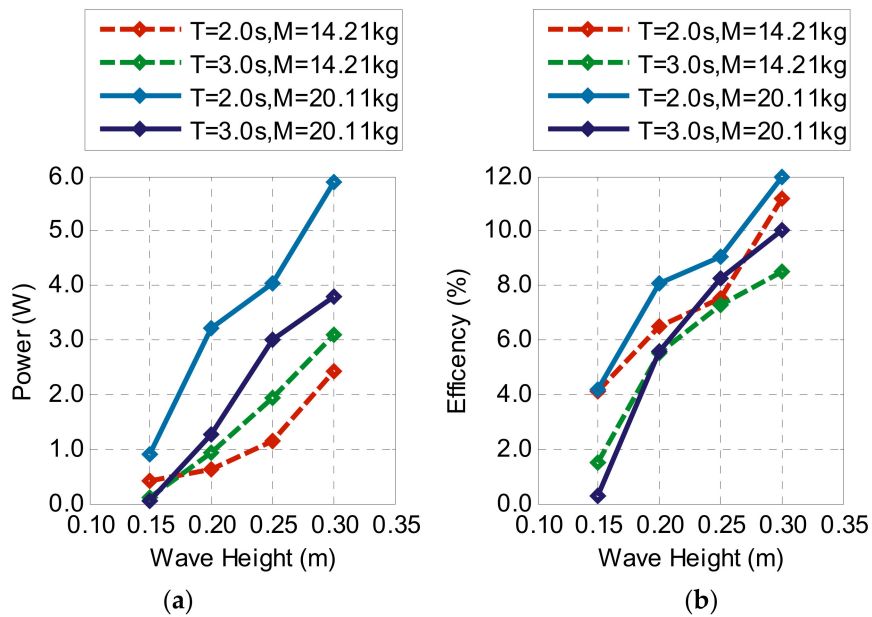 T=2.0s,M=14.21kg
T=3.0s,M=14.21kg
T=2.0s,M=20.11kg
T=3.0s,M=20.11kg
6.0
5.0
4.0
3.0
2.0
1.0
0.0
Power (W)
0.10 0.15 0.20 0.25 0.30 0.35
Wave Height (m)
(a)
T=2.0s,M=14.21kg
T=3.0s,M=14.21kg
T=2.0s,M=20.11kg
T=3.0s,M=20.11kg
12.0
10.0
8.0
6.0
4.0
2.0
0.0
Efficency (%)
0.10 0.15 0.20 0.25 0.30 0.35
Wave Height (m)
(b)